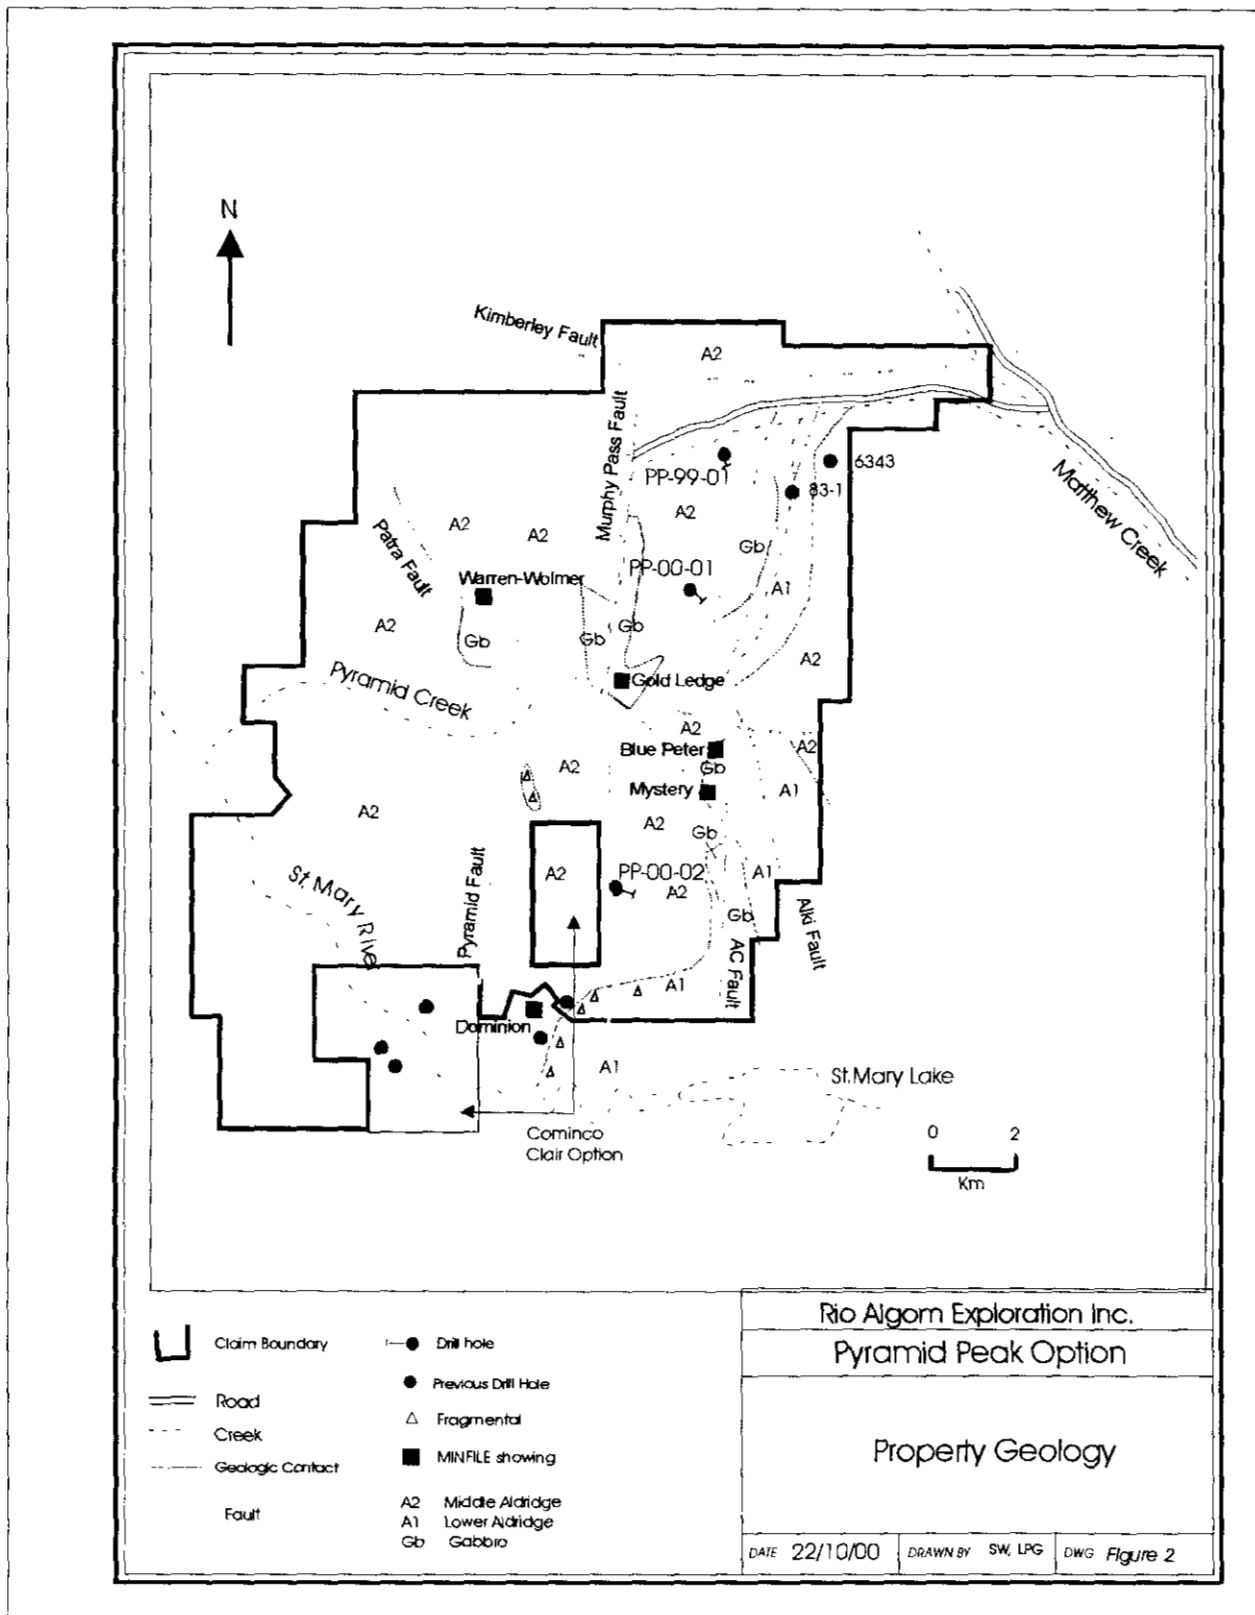 N
Kimberley Fault
A2
Murphy Pass Fault
PP-99-01
6343
83-1
Matthew Creek
A2
A2
A2
Gb
Patra Fault
Warren-Wolmer
PP-00-01
A1
A2
Gb
Gb
Gb
A2
Pyramid Creek
Gold Ledge
A2
Blue Peter
A2
Gb
A2
Mystery
A1
A2
A2
Gb
St. Mary River
Pyramid Fault
A2
PP-00-02
A2
A1
Gb
Alki Fault
AC Fault
A1
Dominion
A1
St. Mary Lake
Cominco
Clair Option
0 2
Km
Claim Boundary
Road
Creek
Geologic Contact
Fault
Drill hole
Previous Drill Hole
Fragmental
MINFILE showing
A2 Middle Aldridge
A1 Lower Aldridge
Gb Gabbro
Rio Algom Exploration Inc.
Pyramid Peak Option
Property Geology
DATE 22/10/00 DRAWN BY SW, LPG DWG Figure 2